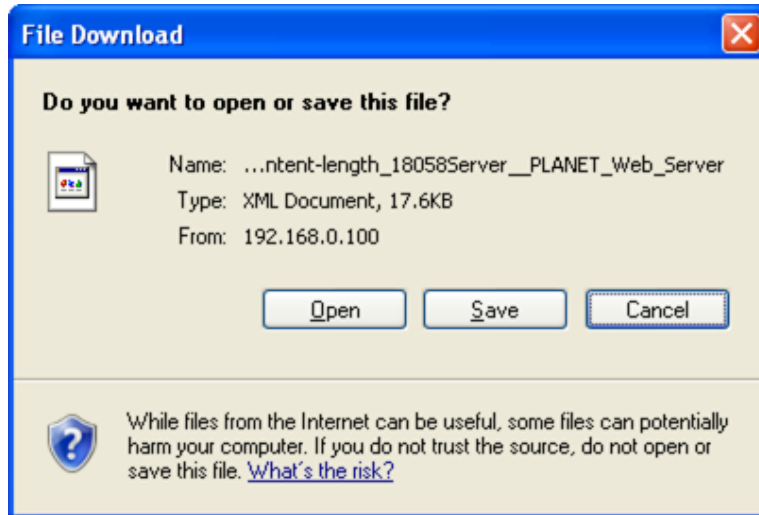 File Download
Do you want to open or save this file?
Name: ...ntent-length_18058Server__PLANET_Web_Server
Type: XML Document, 17.6KB
From: 192.168.0.100
Open Save Cancel
While files from the Internet can be useful, some files can potentially
harm your computer. If you do not trust the source, do not open or
save this file. What's the risk?